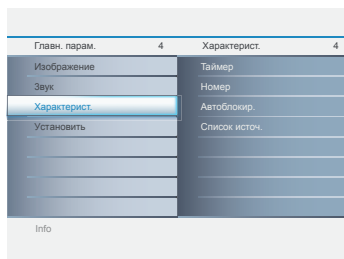 Главн. парам. 4 Характерист. 4
Изображение Таймер
Звук Номер
Характерист. Автоблокир.
Установить Список источ.
Info